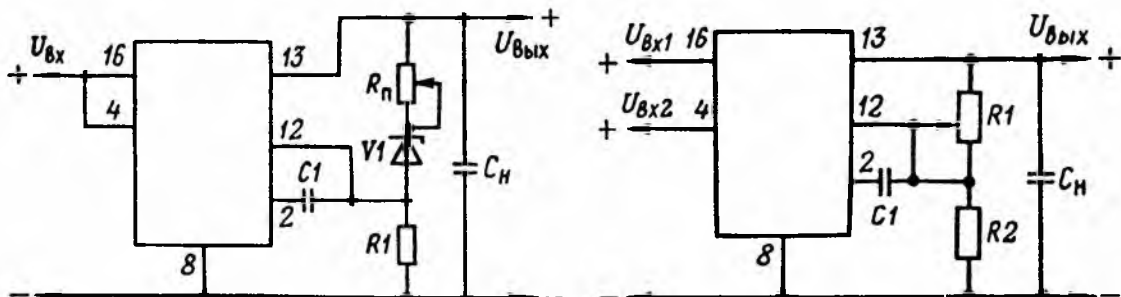 + Uвх 16 4 13 12 2 8 C1 Rп V1 R1 Cн Uвых + − −
+ Uвх1 16 + Uвх2 4 13 12 2 8 C1 R1 R2 Cн Uвых + − −